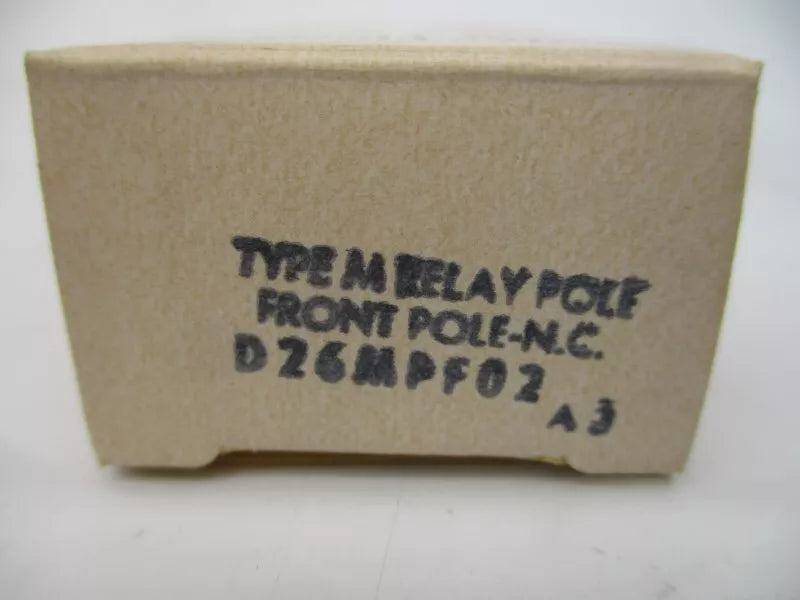 TYPE M RELAY POLE
FRONT POLE-N.C.
D26MPF02
A3